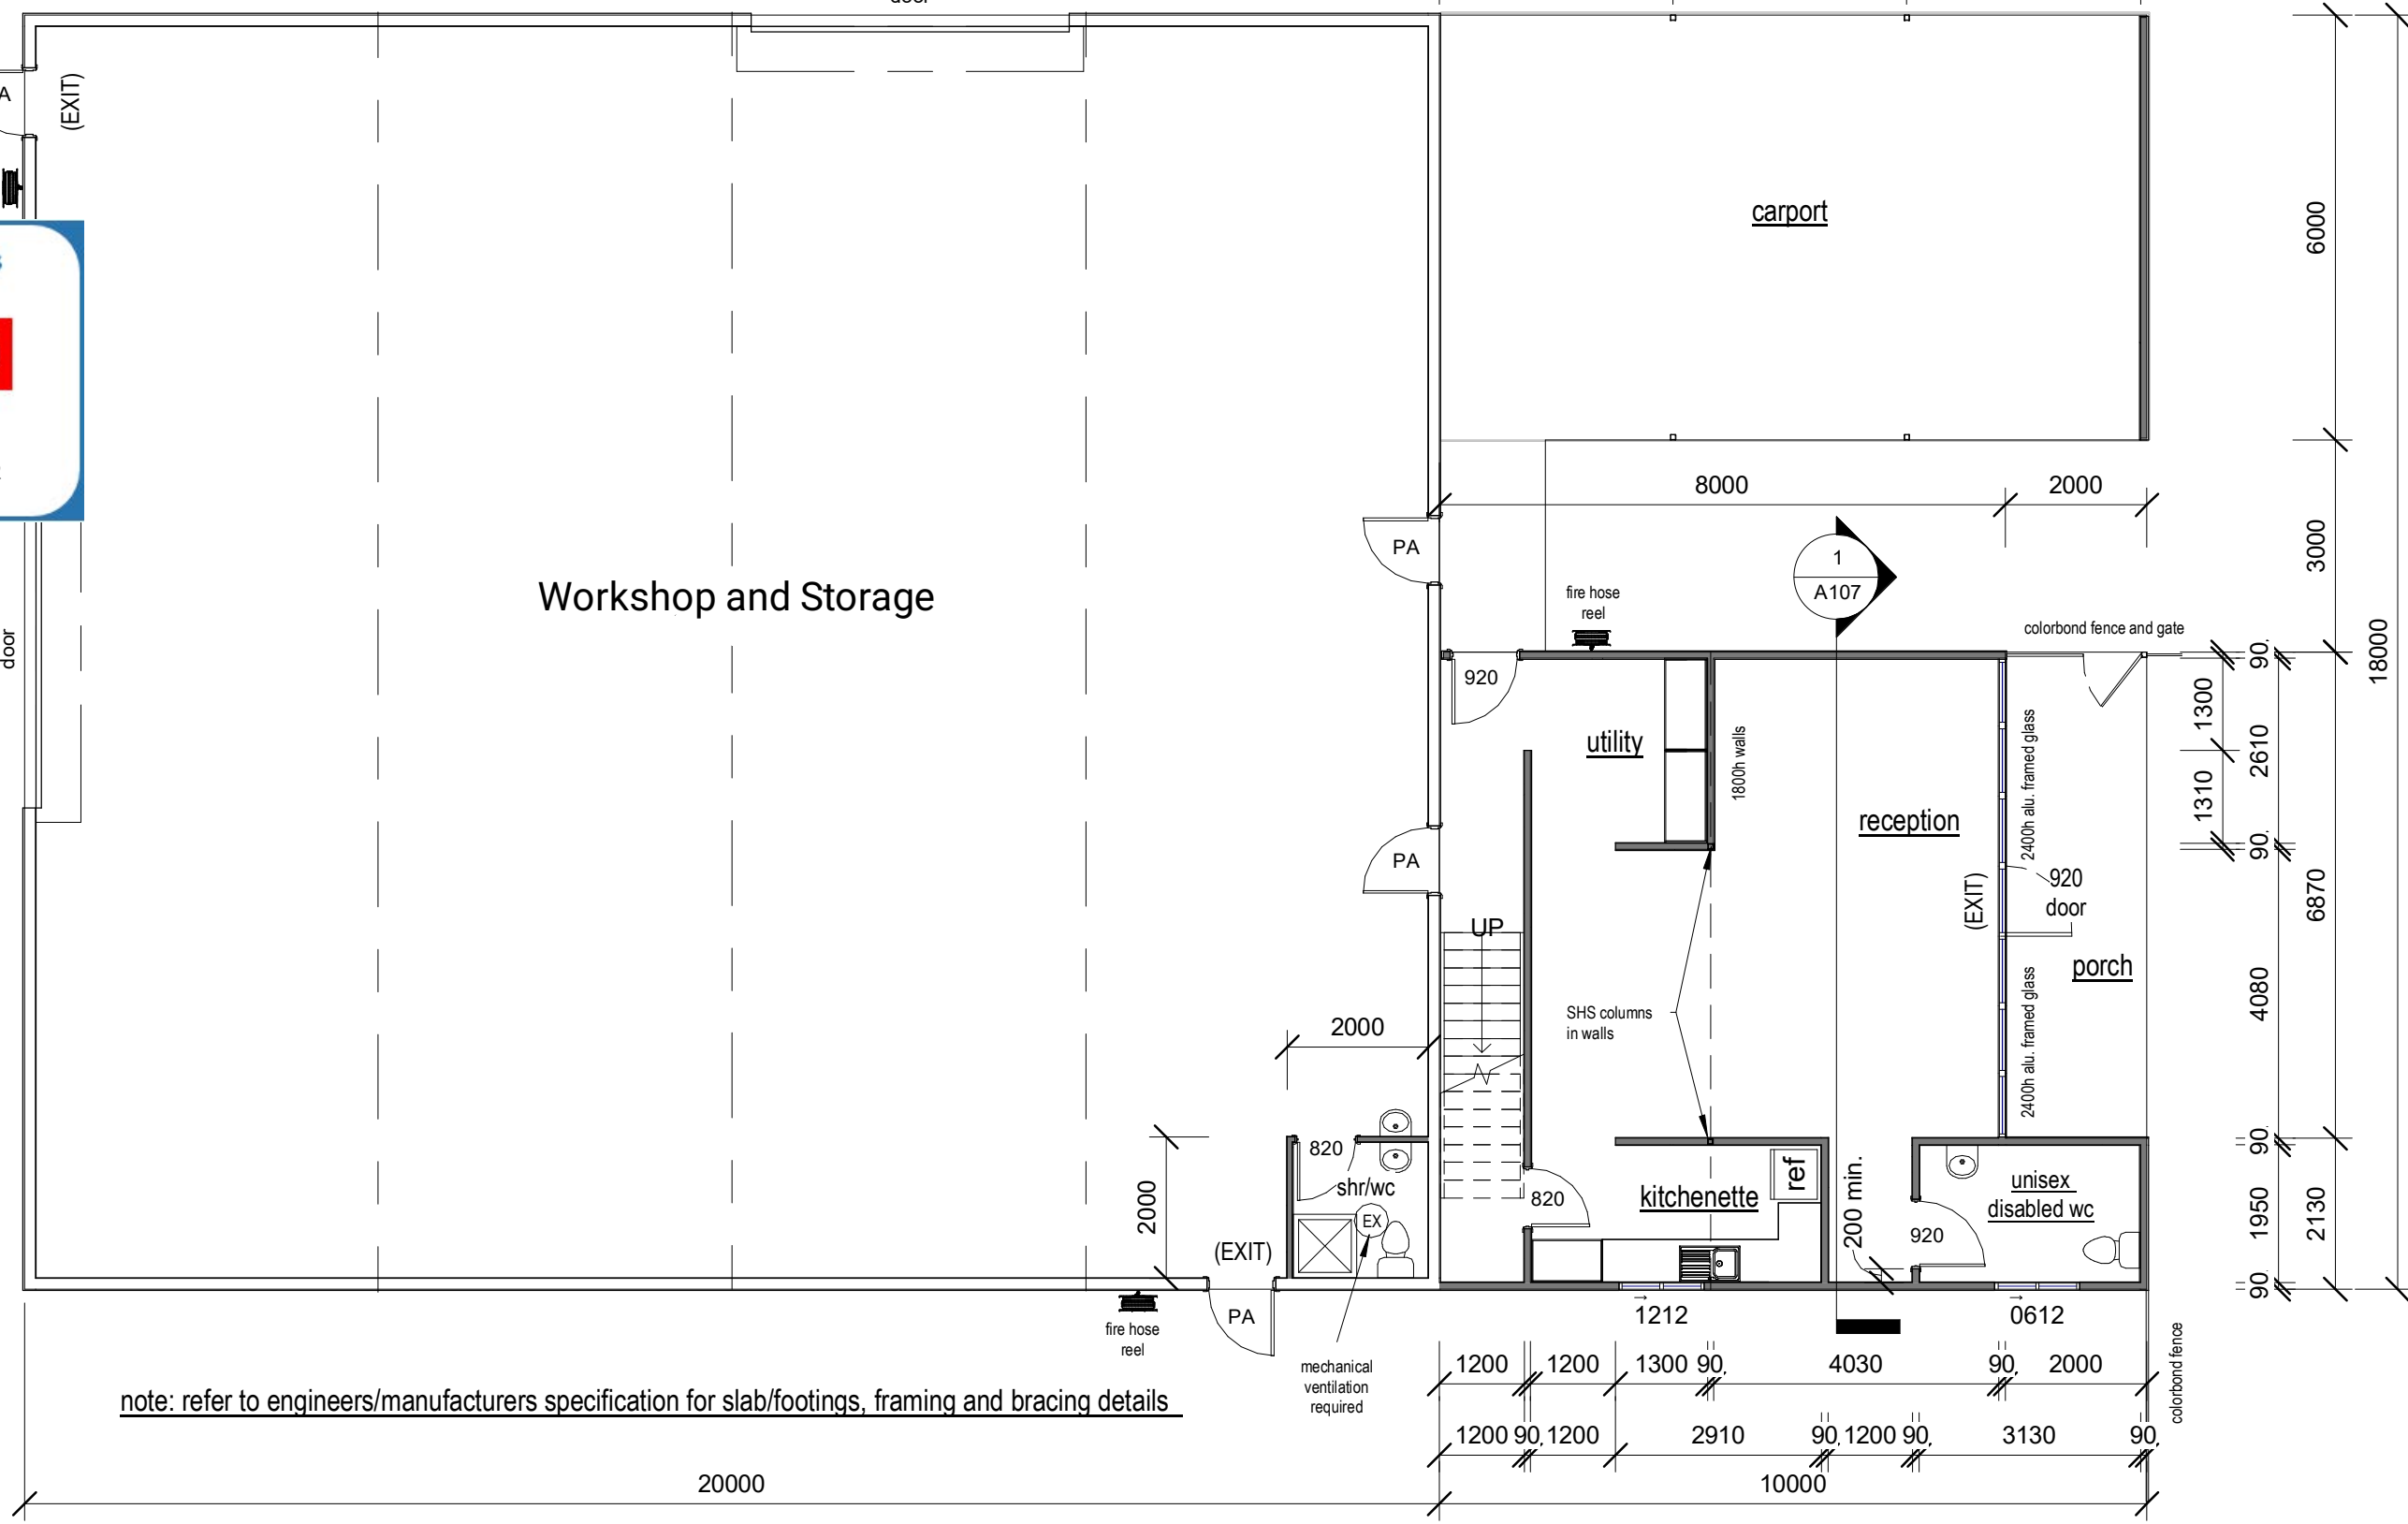 door
A
(EXIT)
carport
6000
8000
2000
PA
1
A107
3000
Workshop and Storage
fire hose
reel
colorbond fence and gate
door
920
90
1300
2610
18000
utility
1800h walls
2400h alu. framed glass
reception
1310
90
PA
920
door
(EXIT)
6870
UP
porch
4080
SHS columns
in walls
2400h alu. framed glass
2000
820
shr/wc
EX
820
kitchenette
ref
200 min.
unisex
disabled wc
920
90
1950
2130
90
2000
(EXIT)
PA
fire hose
reel
1212
0612
mechanical
ventilation
required
colorbond fence
1200 1200 1300 90 4030 90 2000
note: refer to engineers/manufacturers specification for slab/footings, framing and bracing details
1200 90 1200 2910 90 1200 90 3130 90
20000
10000